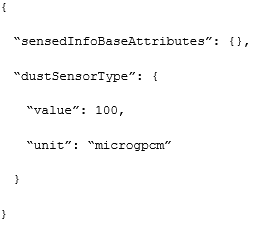 {
“sensedInfoBaseAttributes”: {},
“dustSensorType”: {
“value”: 100,
“unit”: “microgpcm”
}
}